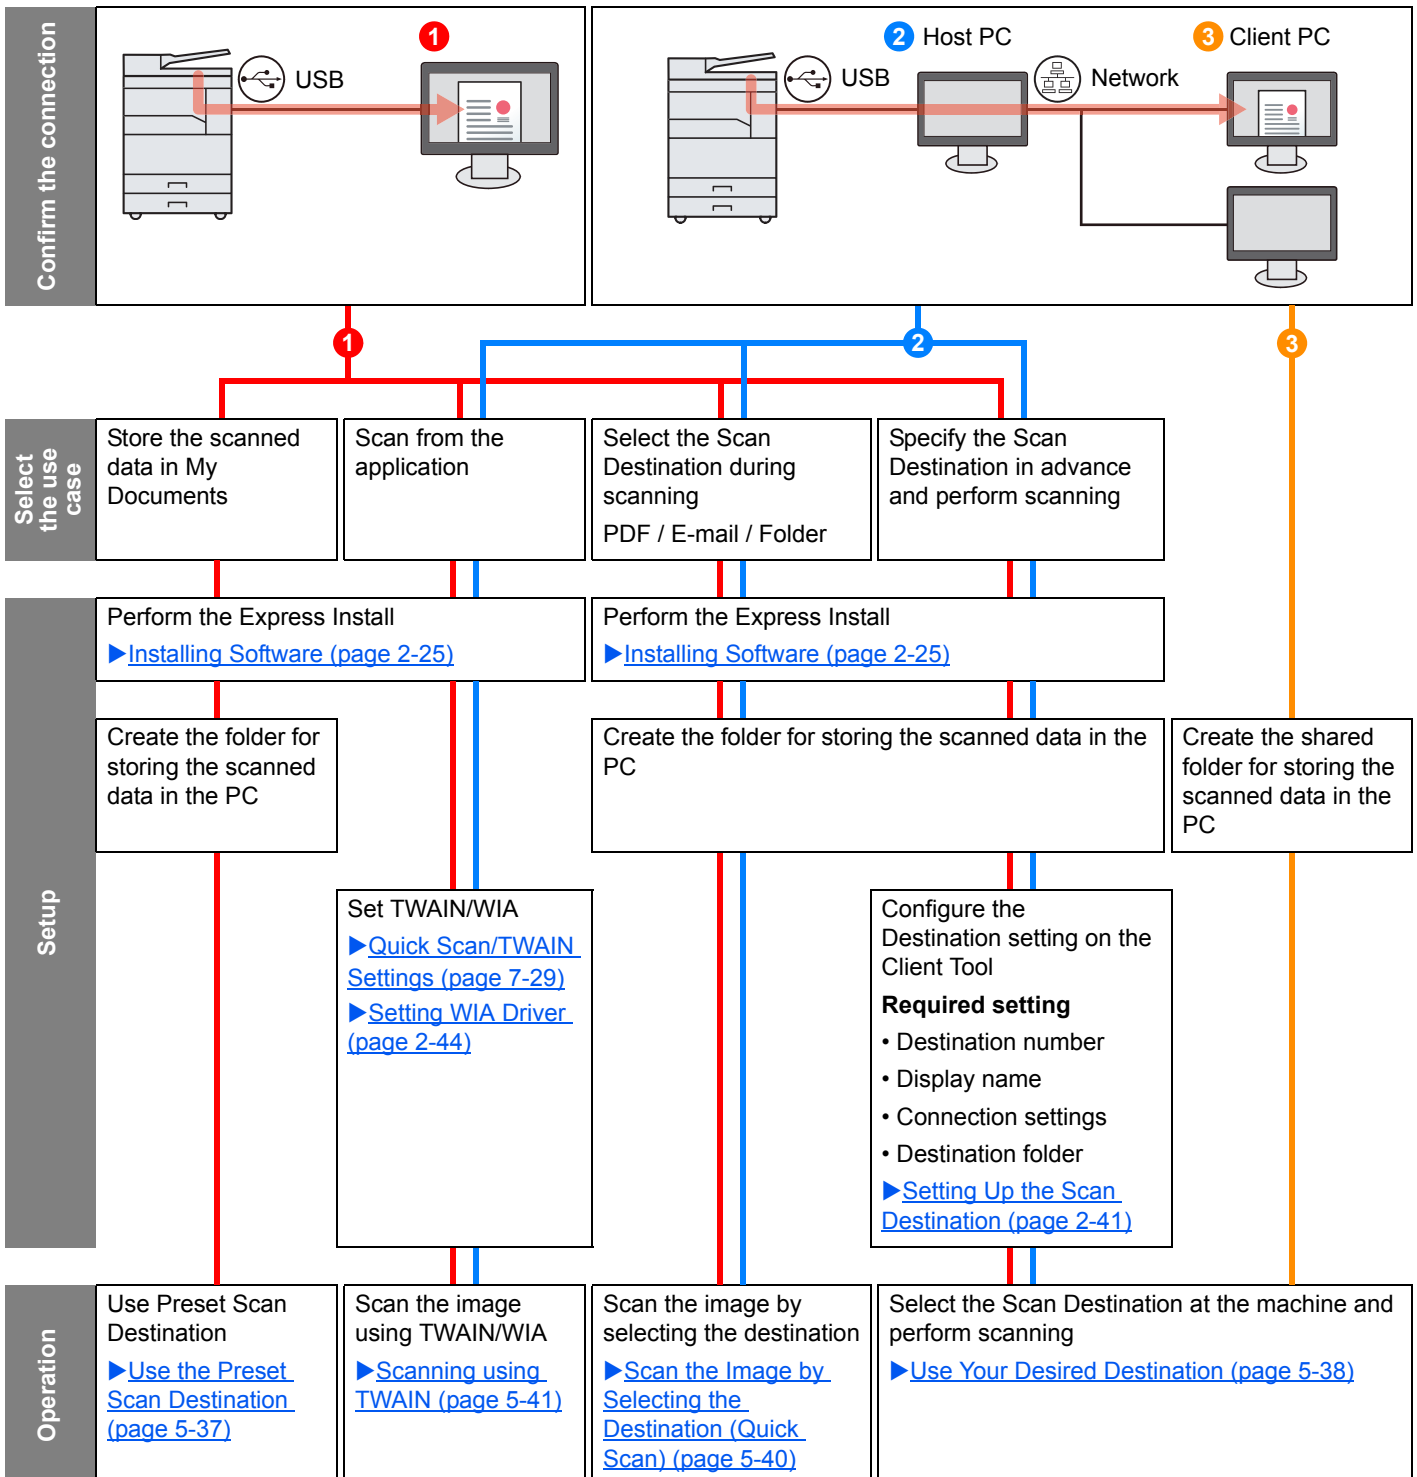 Confirm the connection
1
USB
2 Host PC
3 Client PC
USB
Network
1
2
3
Select
the use
case
Store the scanned
data in My
Documents
Scan from the
application
Select the Scan
Destination during
scanning
PDF / E-mail / Folder
Specify the Scan
Destination in advance
and perform scanning
Setup
Perform the Express Install
▶Installing Software (page 2-25)
Perform the Express Install
▶Installing Software (page 2-25)
Create the folder for
storing the scanned
data in the PC
Create the folder for storing the scanned data in the
PC
Create the shared
folder for storing the
scanned data in the
PC
Set TWAIN/WIA
▶Quick Scan/TWAIN
Settings (page 7-29)
▶Setting WIA Driver
(page 2-44)
Configure the
Destination setting on the
Client Tool
Required setting
• Destination number
• Display name
• Connection settings
• Destination folder
▶Setting Up the Scan
Destination (page 2-41)
Operation
Use Preset Scan
Destination
▶Use the Preset
Scan Destination
(page 5-37)
Scan the image
using TWAIN/WIA
▶Scanning using
TWAIN (page 5-41)
Scan the image by
selecting the destination
▶Scan the Image by
Selecting the
Destination (Quick
Scan) (page 5-40)
Select the Scan Destination at the machine and
perform scanning
▶Use Your Desired Destination (page 5-38)